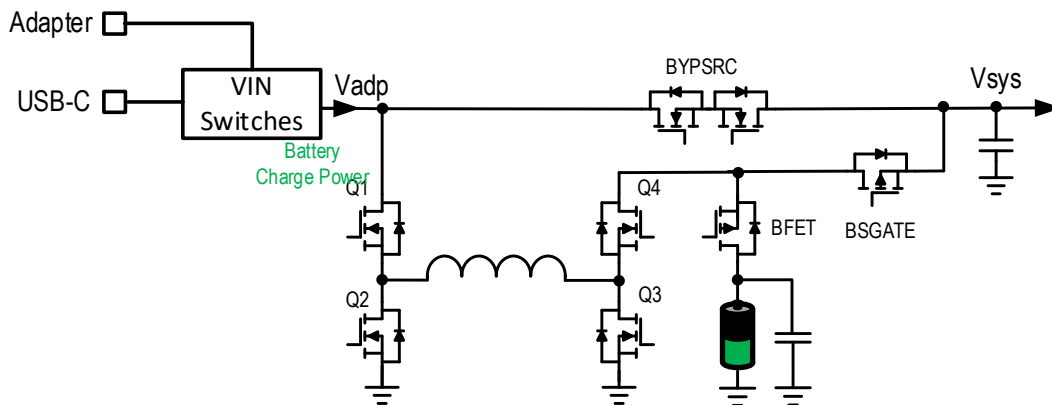 Adapter
USB-C
VIN
Switches
Vadp
Battery
Charge Power
BYPSRC
Vsys
Q1
Q4
BFET
BSGATE
Q2
Q3